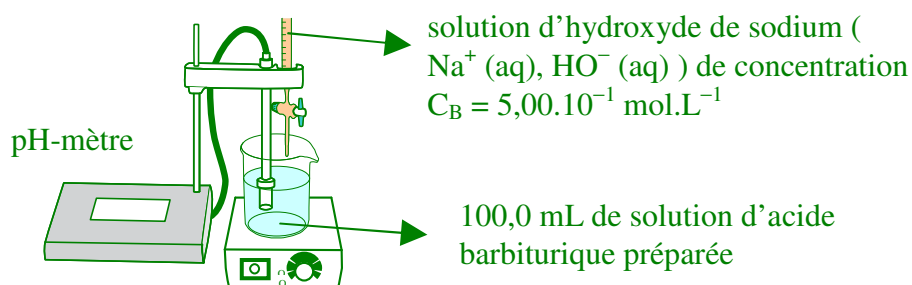 solution d'hydroxyde de sodium (
Na⁺ (aq), HO⁻ (aq) ) de concentration
C_B = 5,00.10⁻¹ mol.L⁻¹
pH-mètre
100,0 mL de solution d'acide
barbiturique préparée